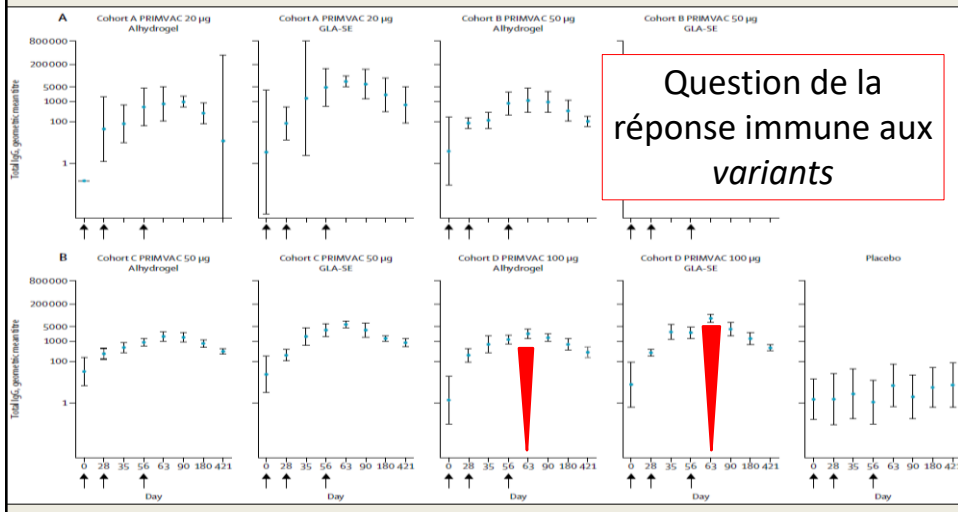 A
Cohort A PRIMVAC 20 µg
Alhydrogel
Cohort A PRIMVAC 20 µg
GLA-SE
Cohort B PRIMVAC 50 µg
Alhydrogel
Cohort B PRIMVAC 50 µg
GLA-SE
Total IgG, geometric mean titre
800000
200000
5000
1000
100
1
Question de la
réponse immune aux
variants
B
Cohort C PRIMVAC 50 µg
Alhydrogel
Cohort C PRIMVAC 50 µg
GLA-SE
Cohort D PRIMVAC 100 µg
Alhydrogel
Cohort D PRIMVAC 100 µg
GLA-SE
Placebo
Total IgG, geometric mean titre
800000
200000
5000
1000
100
1
0 28 35 56 63 90 180 421
0 28 35 56 63 90 180 421
0 28 35 56 63 90 180 421
0 28 35 56 63 90 180 421
0 28 35 56 63 90 180 421
Day
Day
Day
Day
Day